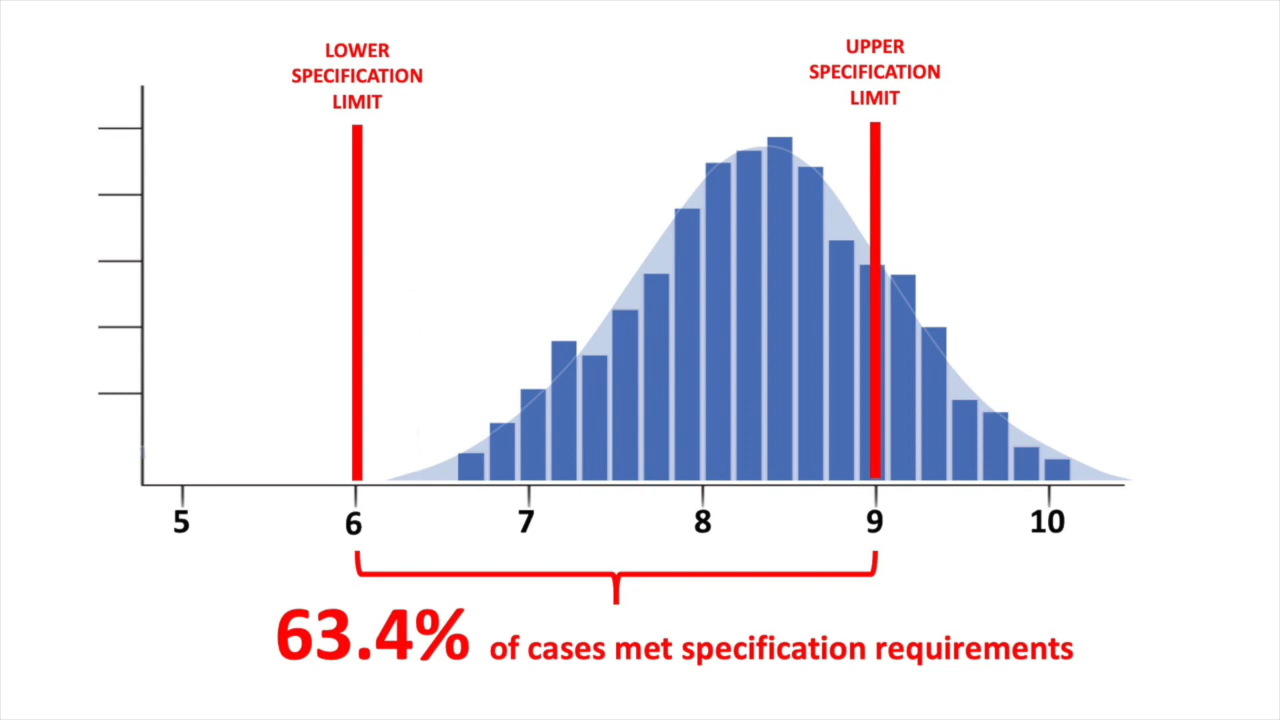 LOWER
SPECIFICATION
LIMIT
UPPER
SPECIFICATION
LIMIT
5 6 7 8 9 10
63.4% of cases met specification requirements